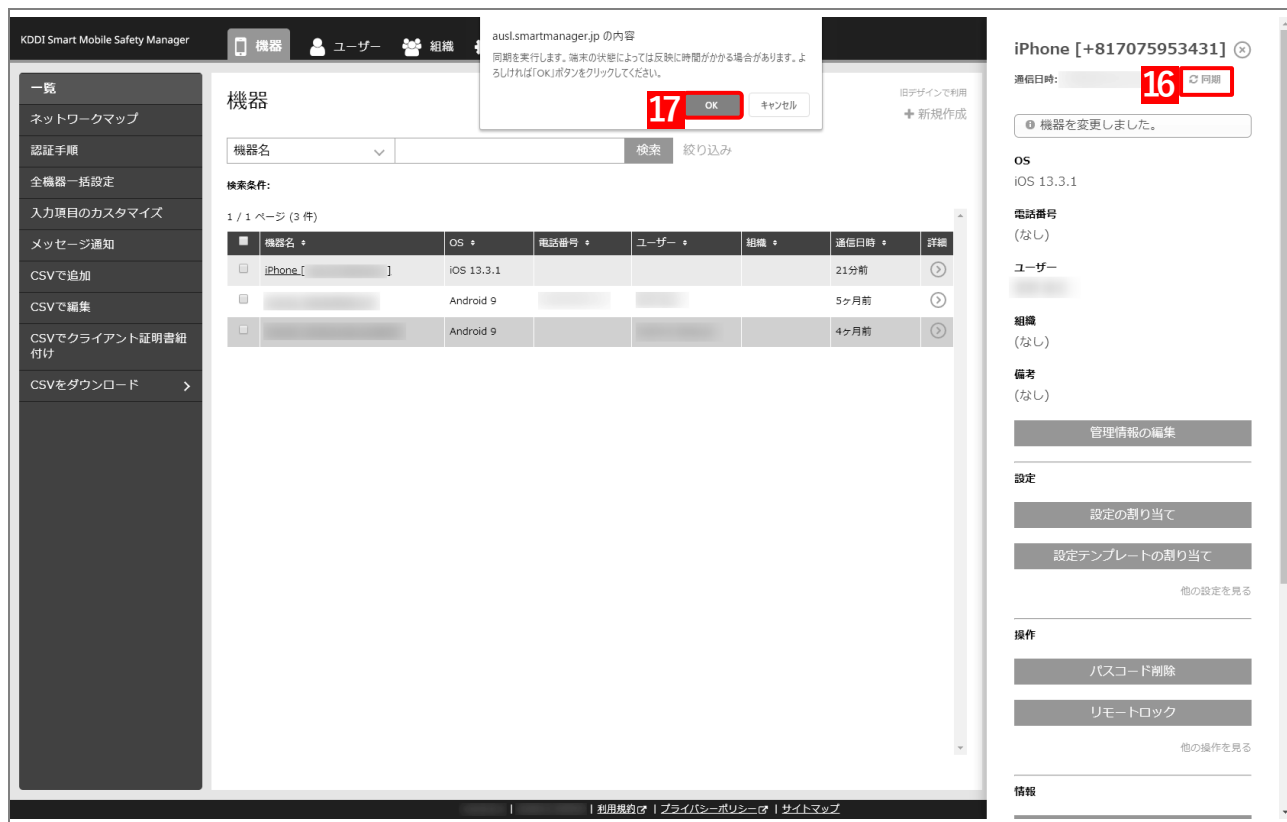 KDDI Smart Mobile Safety Manager
機器
ユーザー
組織
ausl.smartmanager.jp の内容
同期を実行します。端末の状態によっては反映に時間がかかる場合があります。よ
ろしければ「OK」ボタンをクリックしてください。
17
OK
キャンセル
一覧
ネットワークマップ
認証手順
全機器一括設定
入力項目のカスタマイズ
メッセージ通知
CSVで追加
CSVで編集
CSVでクライアント証明書紐
付け
CSVをダウンロード
機器
旧デザインで利用
新規作成
機器名
検索
絞り込み
検索条件:
1 / 1 ページ (3 件)
機器名 OS 電話番号 ユーザー 組織 通信日時 詳細
iPhone [ ] iOS 13.3.1 21分前
Android 9 5ヶ月前
Android 9 4ヶ月前
iPhone [+817075953431]
通信日時:
16
同期
機器を変更しました。
OS
iOS 13.3.1
電話番号
(なし)
ユーザー
組織
(なし)
備考
(なし)
管理情報の編集
設定
設定の割り当て
設定テンプレートの割り当て
他の設定を見る
操作
パスコード削除
リモートロック
他の操作を見る
情報
| | 利用規約 | プライバシーポリシー | サイトマップ